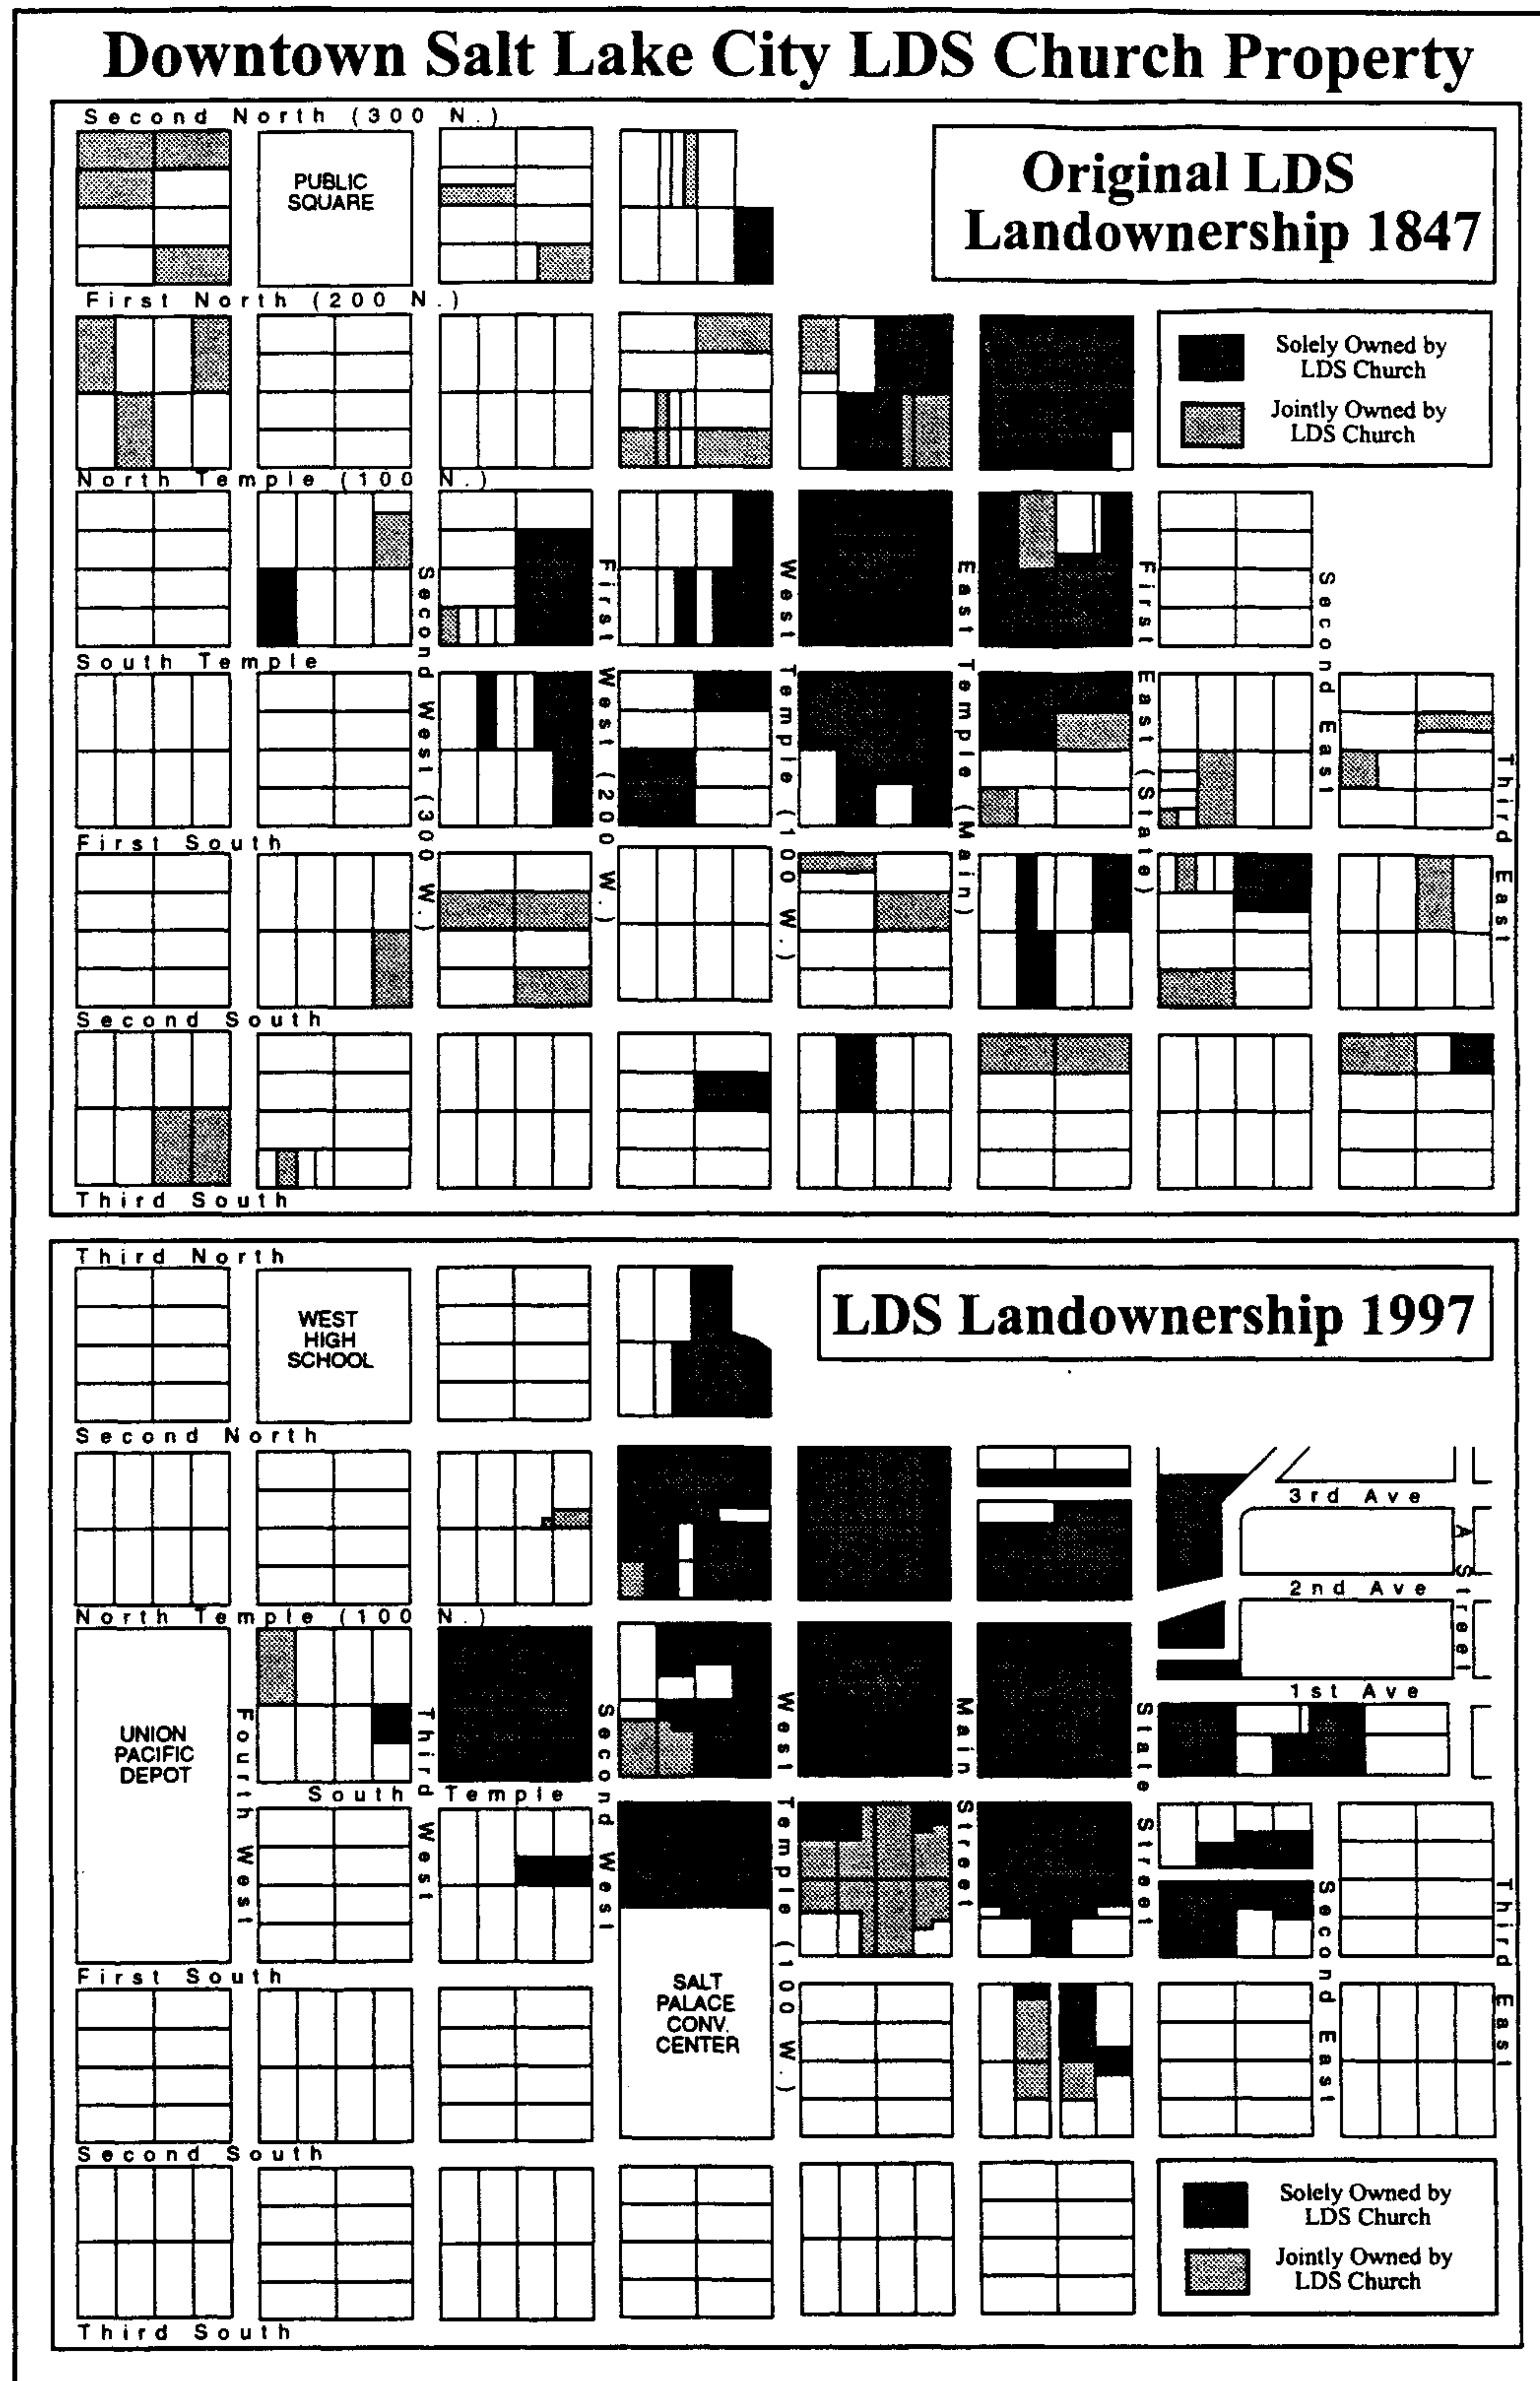 Downtown Salt Lake City LDS Church Property
Second North (300 N.)
PUBLIC
SQUARE
Original LDS
Landownership 1847
First North (200 N.)
Solely Owned by
LDS Church
Jointly Owned by
LDS Church
North Temple (100 N.)
Second West (300 W.)
First West (200 W.)
West Temple (100 W.)
East Temple (Main)
First East (State)
Second East
Third East
South Temple
First South
Second South
Third South
Third North
WEST
HIGH
SCHOOL
LDS Landownership 1997
Second North
3rd Ave
A Street
2nd Ave
North Temple (100 N.)
1st Ave
UNION
PACIFIC
DEPOT
Fourth West
Third West
Second West
West Temple (100 W.)
Main Street
State Street
Second East
Third East
South Temple
First South
SALT
PALACE
CONV.
CENTER
Second East
East
Second South
Solely Owned by
LDS Church
Jointly Owned by
LDS Church
Third South